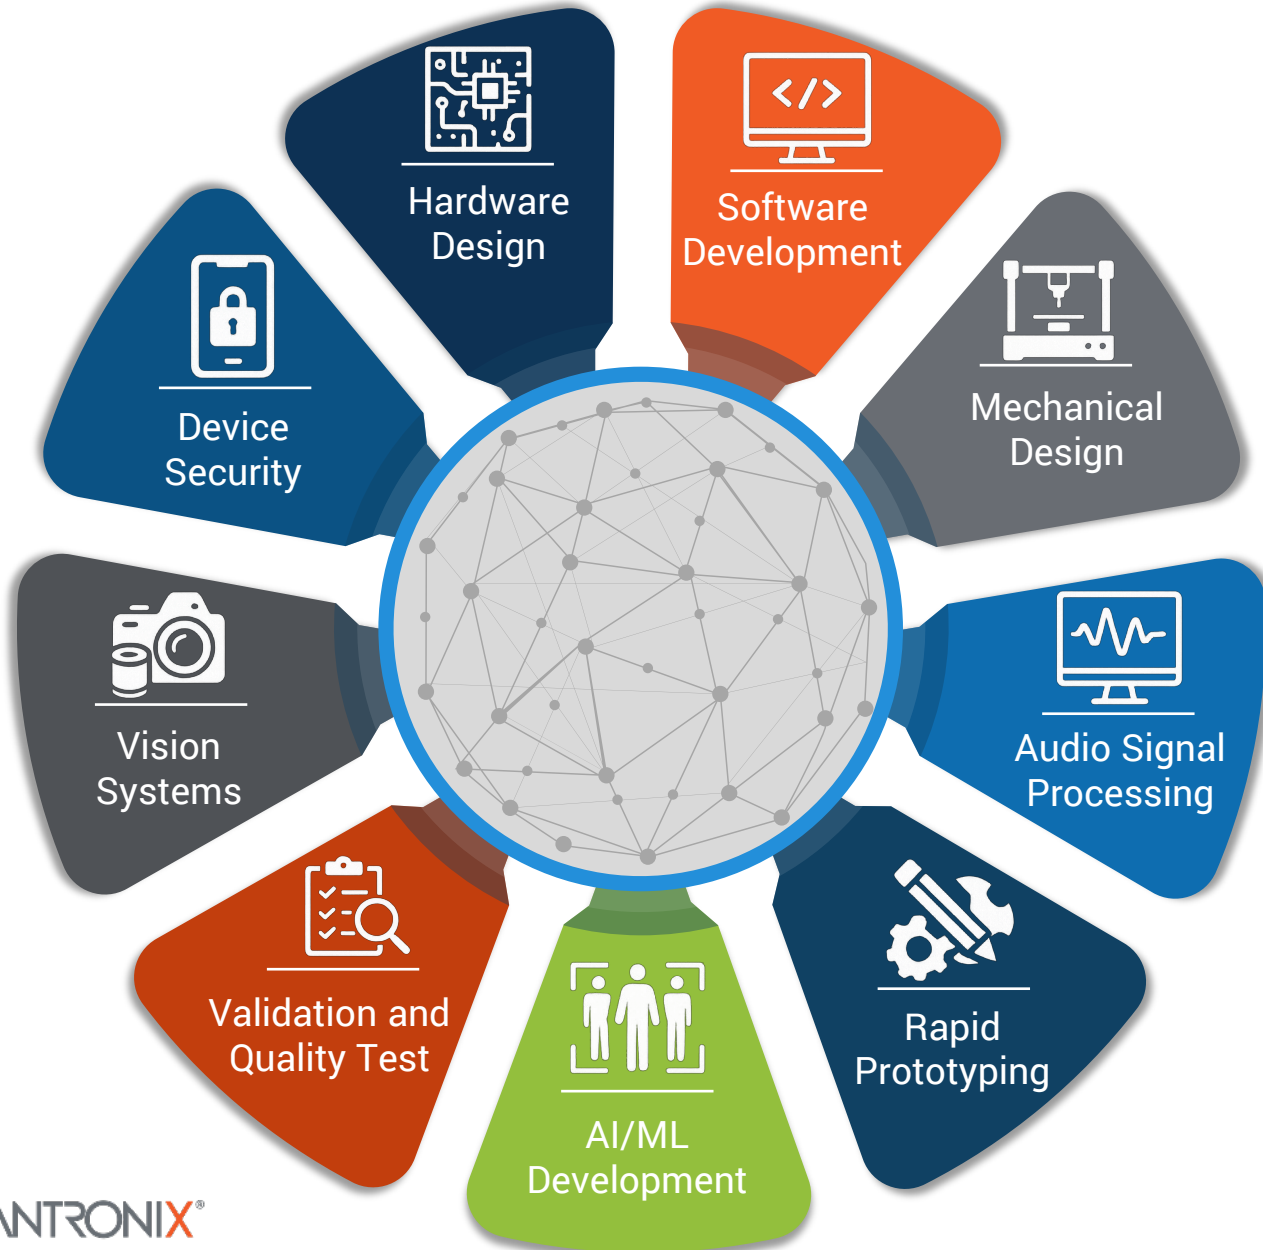 Hardware
Design
Software
Development
Mechanical
Design
Audio Signal
Processing
Rapid
Prototyping
AI/ML
Development
Validation and
Quality Test
Vision
Systems
Device
Security
</>
ANTRONIX®